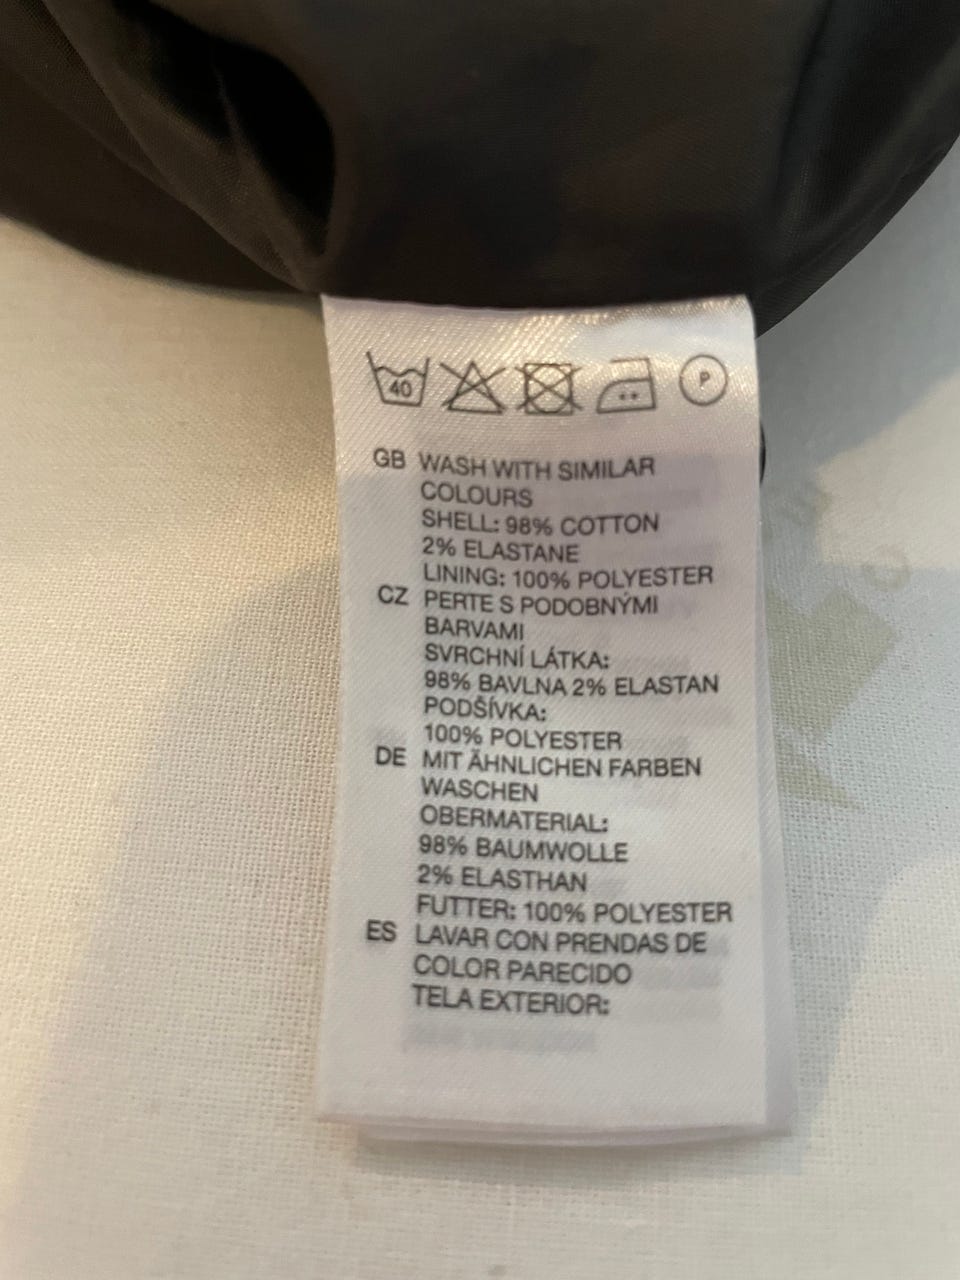 40 P
GB WASH WITH SIMILAR
COLOURS
SHELL: 98% COTTON
2% ELASTANE
LINING: 100% POLYESTER
CZ PERTE S PODOBNÝMI
BARVAMI
SVRCHNÍ LÁTKA:
98% BAVLNA 2% ELASTAN
PODŠÍVKA:
100% POLYESTER
DE MIT ÄHNLICHEN FARBEN
WASCHEN
OBERMATERIAL:
98% BAUMWOLLE
2% ELASTHAN
FUTTER: 100% POLYESTER
ES LAVAR CON PRENDAS DE
COLOR PARECIDO
TELA EXTERIOR: